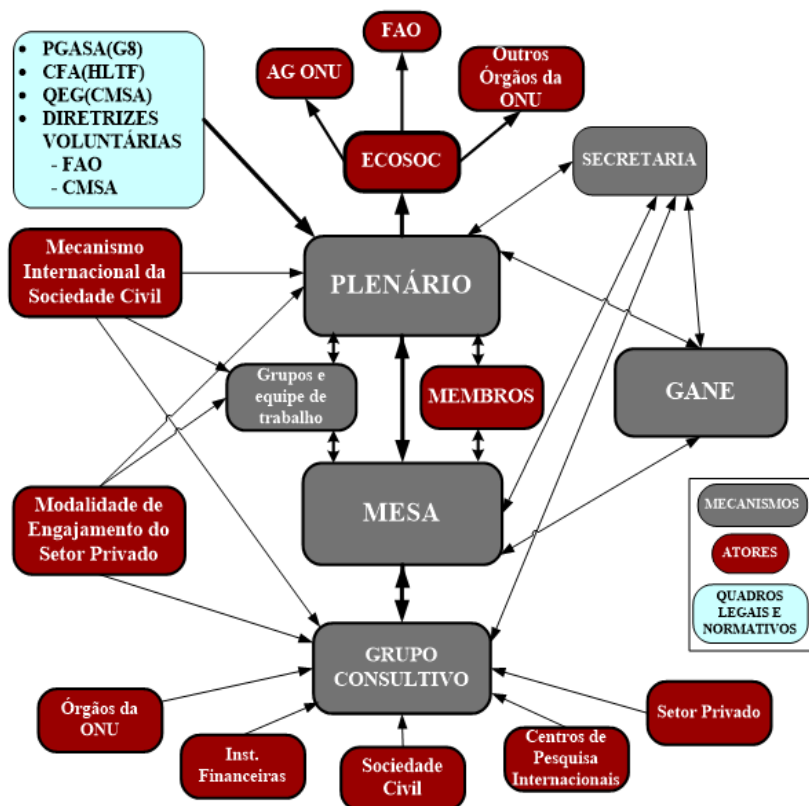 • PGASA(G8)
• CFA(HLTF)
• QEG(CMSA)
• DIRETRIZES
VOLUNTÁRIAS
- FAO
- CMSA
FAO
AG ONU
Outros
Órgãos da
ONU
ECOSOC
SECRETARIA
Mecanismo
Internacional da
Sociedade Civil
PLENÁRIO
Grupos e
equipe de
trabalho
MEMBROS
GANE
Modalidade de
Engajamento do
Setor Privado
MESA
MECANISMOS
ATORES
QUADROS
LEGAIS E
NORMATIVOS
GRUPO
CONSULTIVO
Órgãos da
ONU
Inst.
Financeiras
Sociedade
Civil
Centros de
Pesquisa
Internacionais
Setor Privado